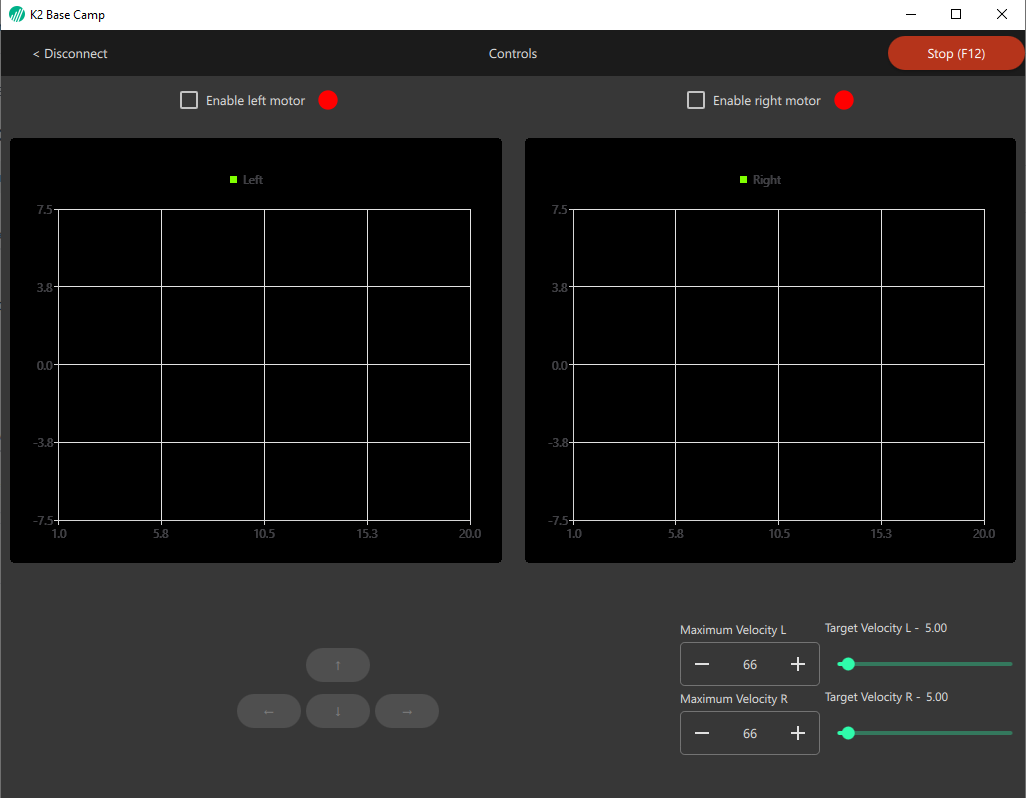 K2 Base Camp
< Disconnect
Controls
Stop (F12)
Enable left motor
Enable right motor
Left
7.5
3.8
0.0
-3.8
-7.5
1.0 5.8 10.5 15.3 20.0
Right
7.5
3.8
0.0
-3.8
-7.5
1.0 5.8 10.5 15.3 20.0
↑
← ↓ →
Maximum Velocity L
66
Target Velocity L - 5.00
Maximum Velocity R
66
Target Velocity R - 5.00